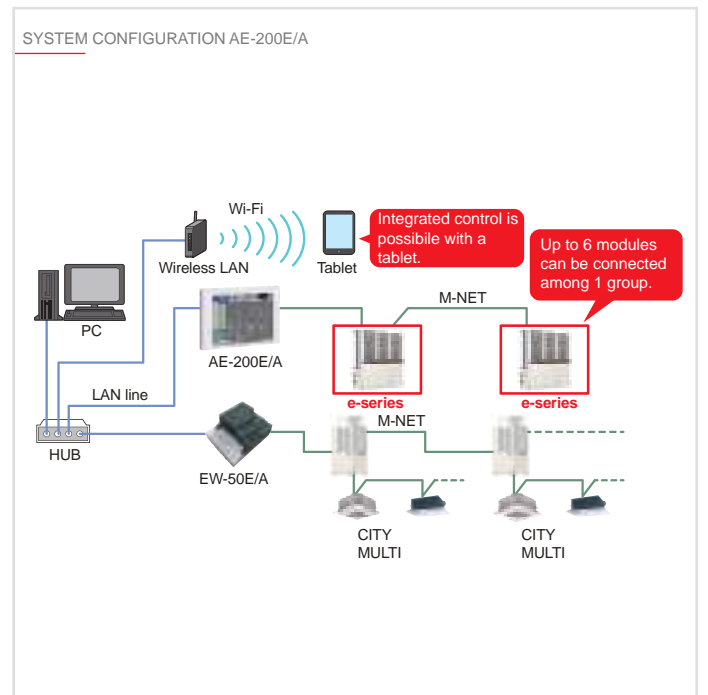 SYSTEM CONFIGURATION AE-200E/A
Wi-Fi
Integrated control is
possibile with a
tablet.
Up to 6 modules
can be connected
among 1 group.
Wireless LAN
Tablet
M-NET
PC
AE-200E/A
LAN line
e-series
e-series
M-NET
HUB
EW-50E/A
CITY
MULTI
CITY
MULTI